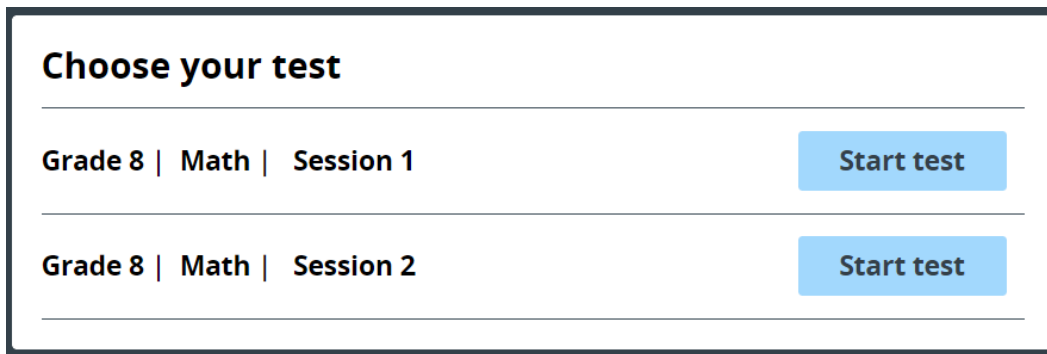 Choose your test
Grade 8 | Math | Session 1 Start test
Grade 8 | Math | Session 2 Start test